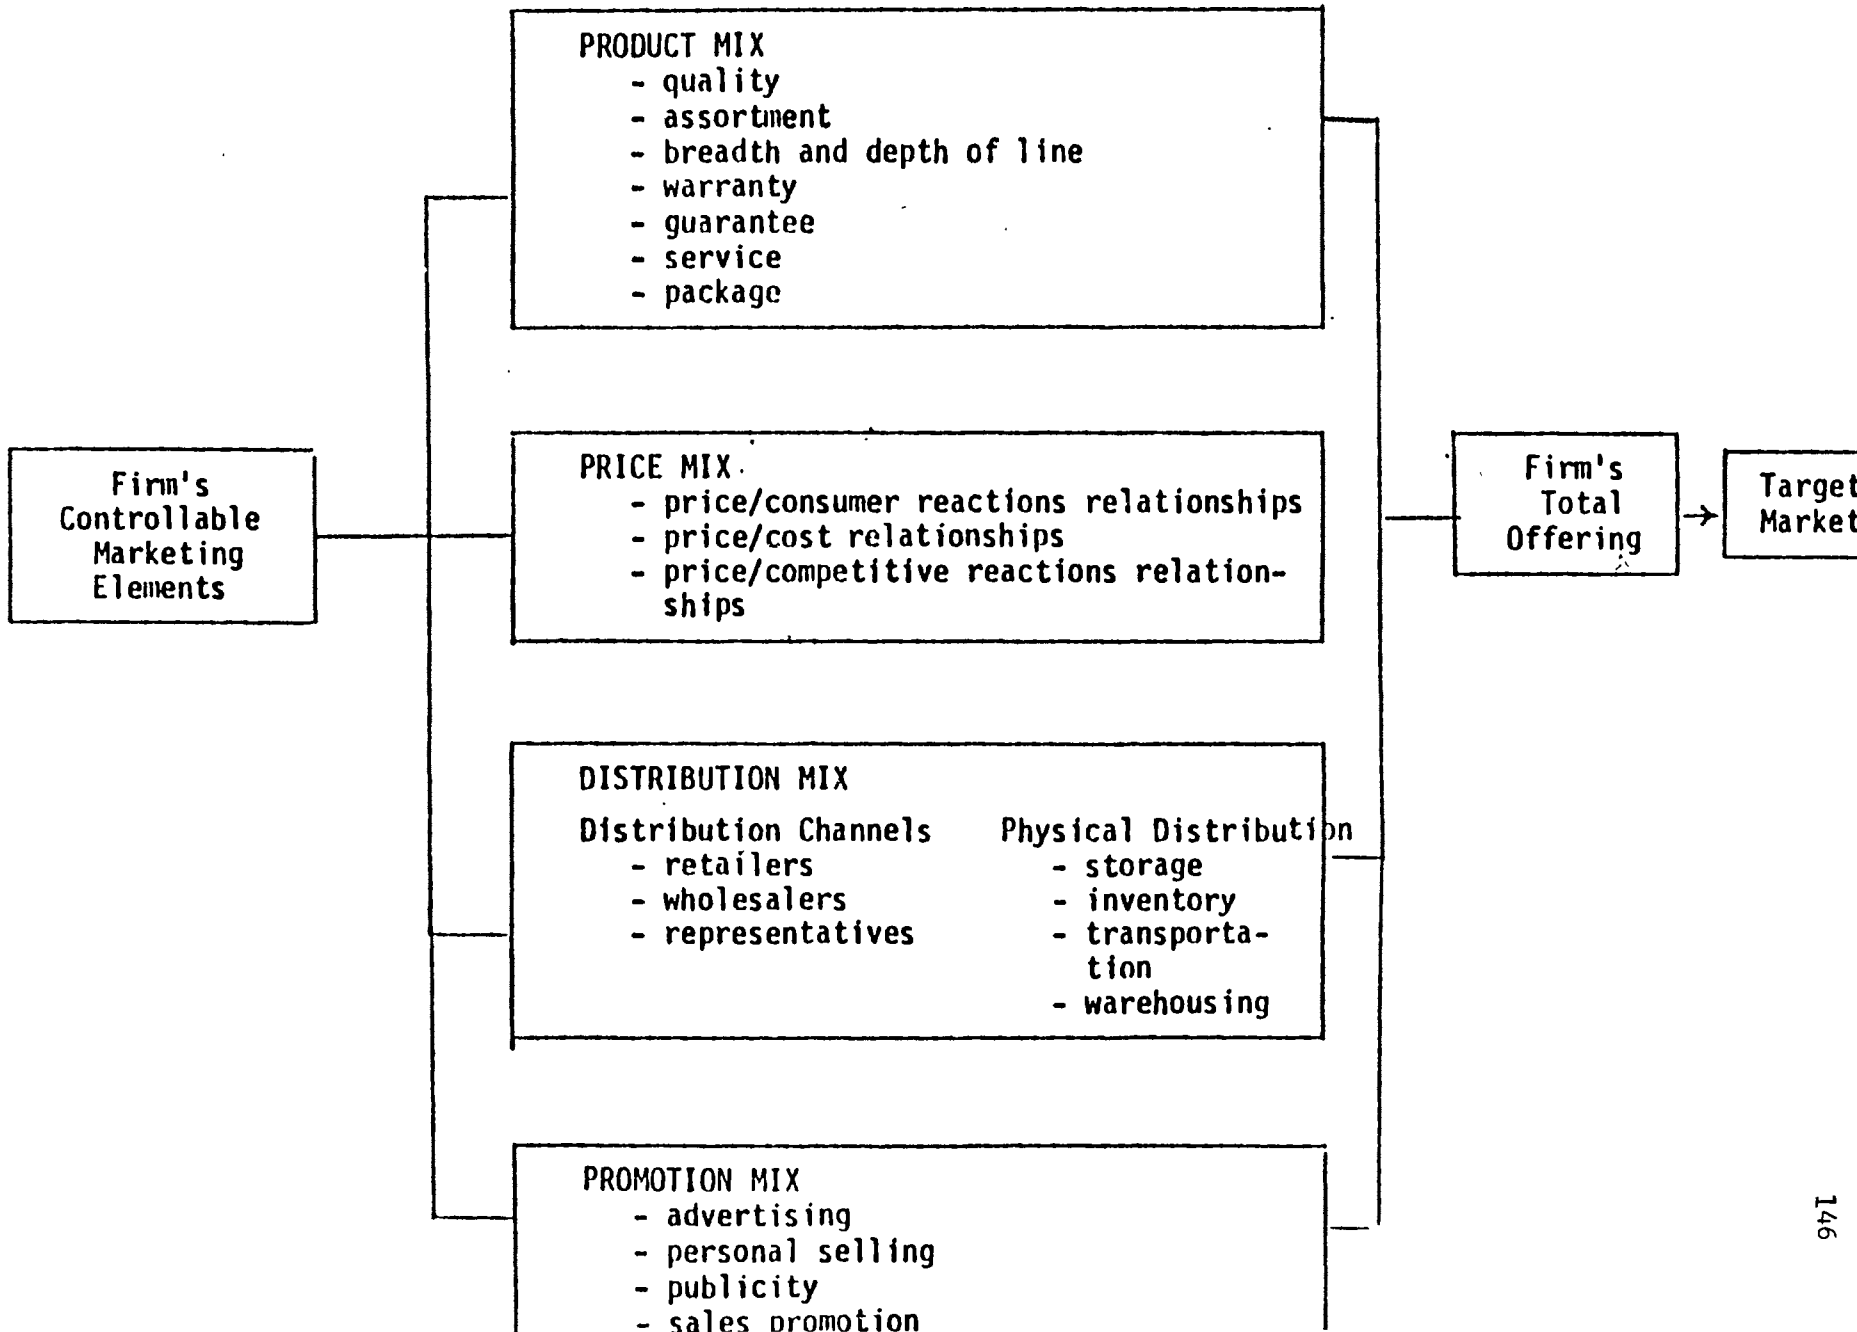 PRODUCT MIX
- quality
- assortment
- breadth and depth of line
- warranty
- guarantee
- service
- package
Firm's
Controllable
Marketing
Elements
PRICE MIX
- price/consumer reactions relationships
- price/cost relationships
- price/competitive reactions relation-
ships
Firm's
Total
Offering
Target
Market
DISTRIBUTION MIX
Distribution Channels
- retailers
- wholesalers
- representatives
Physical Distribution
- storage
- inventory
- transporta-
tion
- warehousing
PROMOTION MIX
- advertising
- personal selling
- publicity
- sales promotion
146